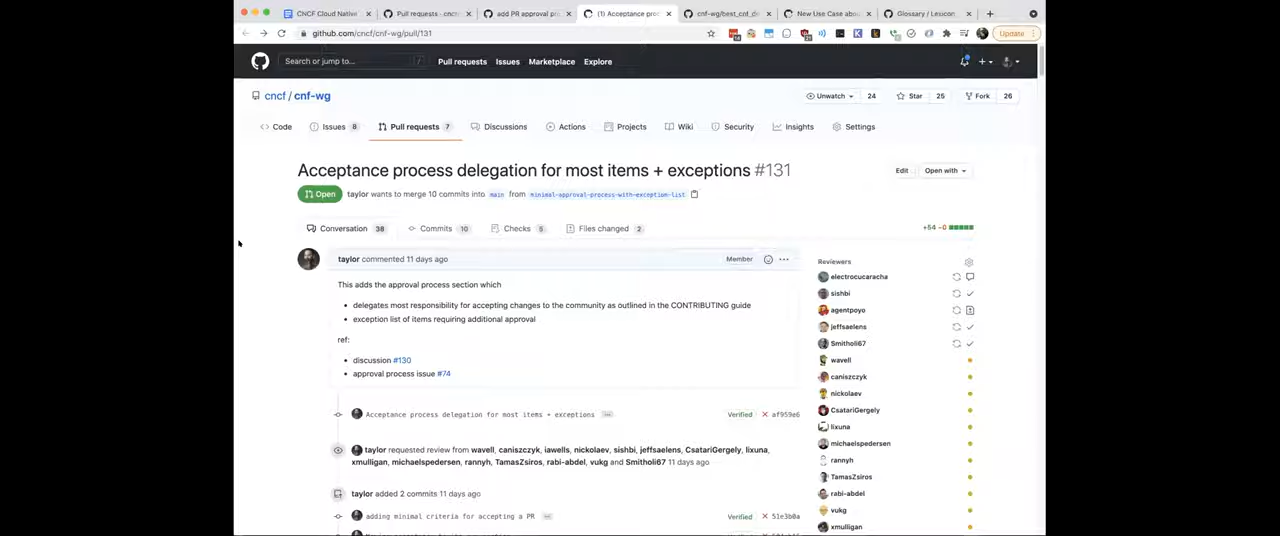 CNCF Cloud Native
Pull requests · cncf
add PR approval pr
(1) Acceptance proc
cnf-wg/best_cnf_de
New Use Case abou
Glossary / Lexicon
github.com/cncf/cnf-wg/pull/131
Update
Search or jump to...
/
Pull requests
Issues
Marketplace
Explore
cncf / cnf-wg
Unwatch
24
Star
25
Fork
26
Code
Issues 8
Pull requests 7
Discussions
Actions
Projects
Wiki
Security
Insights
Settings
Acceptance process delegation for most items + exceptions #131
Edit
Open with
Open
taylor wants to merge 10 commits into main from minimal-approval-process-with-exception-list
Conversation 38
Commits 10
Checks 5
Files changed 2
+54 −0
taylor commented 11 days ago
Member
This adds the approval process section which
• delegates most responsibility for accepting changes to the community as outlined in the CONTRIBUTING guide
• exception list of items requiring additional approval
ref:
• discussion #130
• approval process issue #74
Acceptance process delegation for most items + exceptions
Verified
af959e6
taylor requested review from wavell, caniszczyk, iawells, nickolaev, sishbi, jeffsaelens, CsatariGergely, lixuna,
xmulligan, michaelspedersen, rannyh, TamasZsiros, rabi-abdel, vukg and Smitholi67 11 days ago
taylor added 2 commits 11 days ago
adding minimal criteria for accepting a PR
Verified
51e3b0a
Reviewers
electrocucaracha
sishbi
agentpoyo
jeffsaelens
Smitholi67
wavell
caniszczyk
nickolaev
CsatariGergely
lixuna
michaelspedersen
rannyh
TamasZsiros
rabi-abdel
vukg
xmulligan